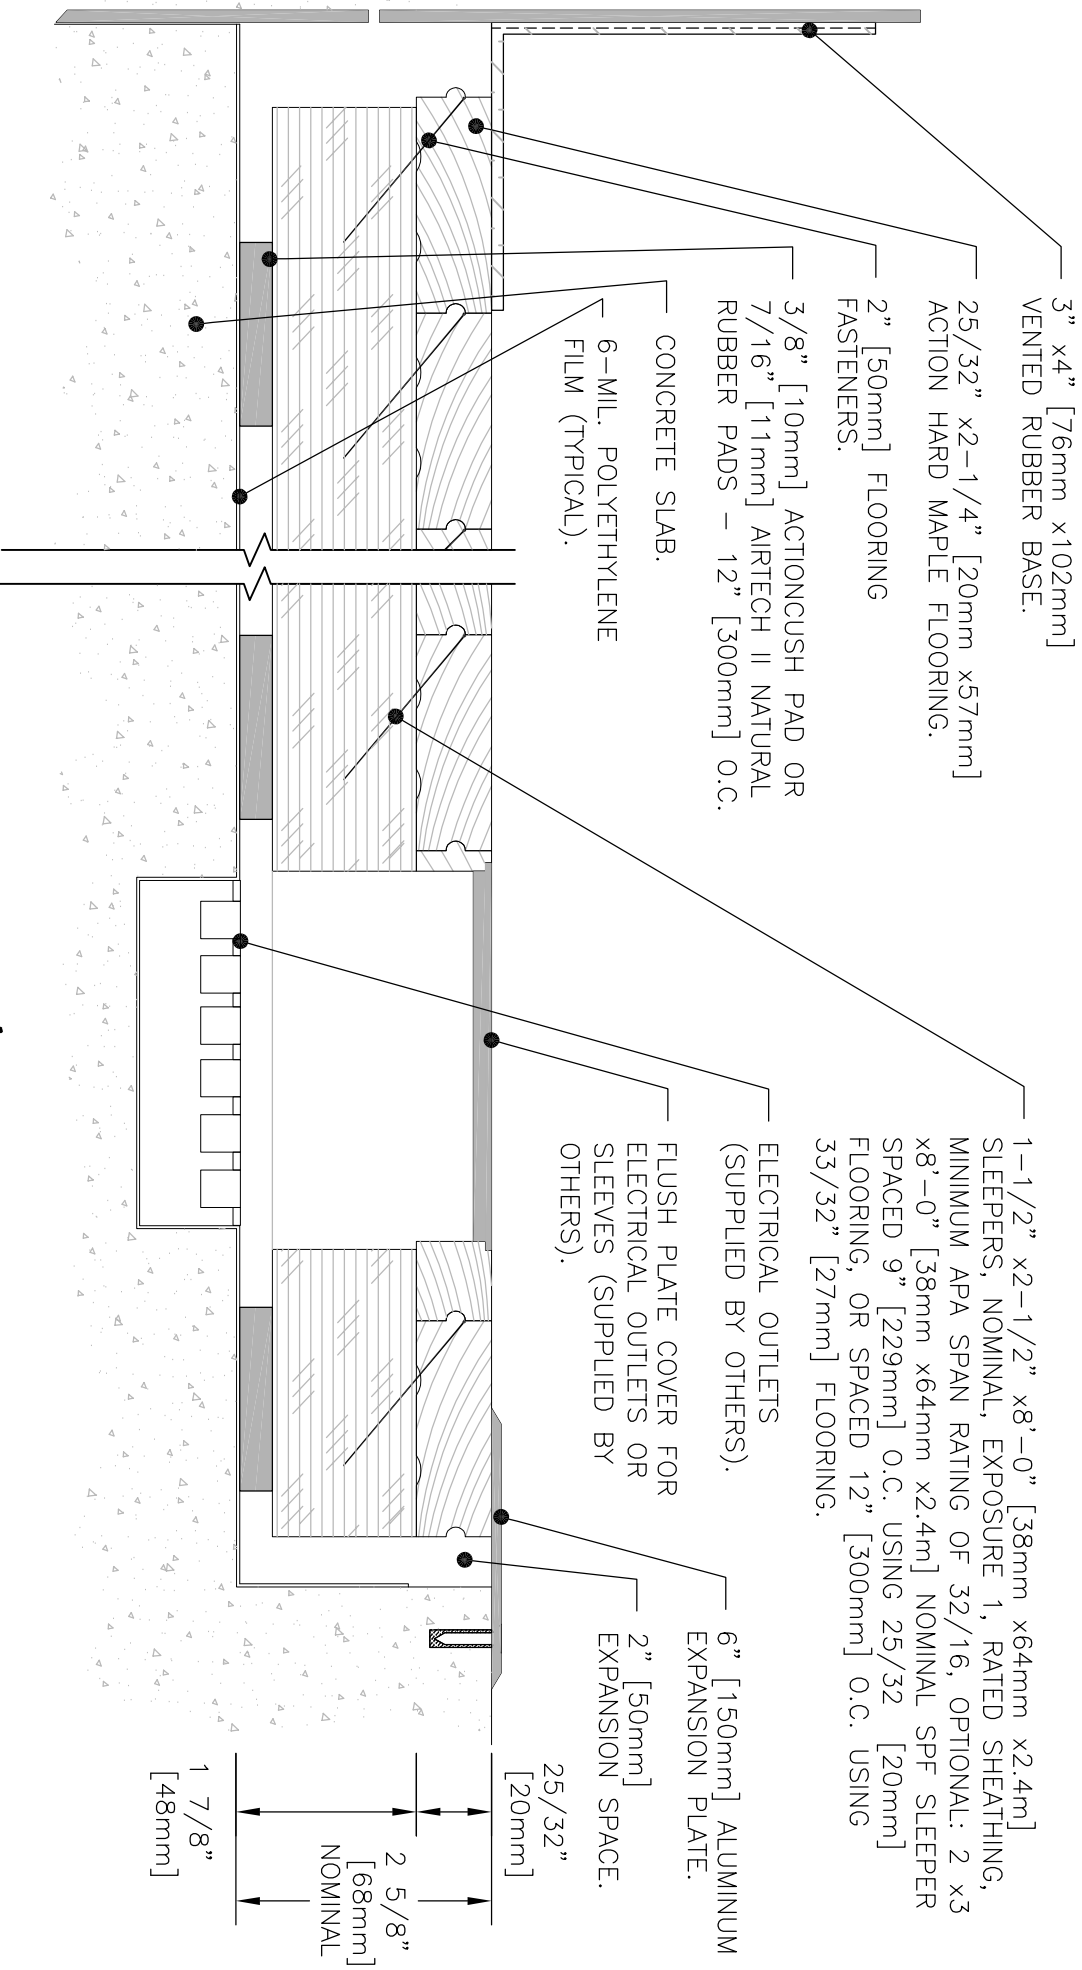 3" x4" [76mm x102mm]
VENTED RUBBER BASE.
25/32" x2-1/4" [20mm x57mm]
ACTION HARD MAPLE FLOORING.
2" [50mm] FLOORING
FASTENERS.
3/8" [10mm] ACTIONCUSH PAD OR
7/16" [11mm] AIRTECH II NATURAL
RUBBER PADS - 12" [300mm] O.C.
CONCRETE SLAB.
6-MIL. POLYETHYLENE
FILM (TYPICAL).
1-1/2" x2-1/2" x8'-0" [38mm x64mm x2.4m]
SLEEPERS, NOMINAL, EXPOSURE 1, RATED SHEATHING,
MINIMUM APA SPAN RATING OF 32/16, OPTIONAL: 2 x3
x8'-0" [38mm x64mm x2.4m] NOMINAL SPF SLEEPER
SPACED 9" [229mm] O.C. USING 25/32 [20mm]
FLOORING, OR SPACED 12" [300mm] O.C. USING
33/32" [27mm] FLOORING.
ELECTRICAL OUTLETS
(SUPPLIED BY OTHERS).
FLUSH PLATE COVER FOR
ELECTRICAL OUTLETS OR
SLEEVES (SUPPLIED BY
OTHERS).
6" [150mm] ALUMINUM
EXPANSION PLATE.
2" [50mm]
EXPANSION SPACE.
25/32"
[20mm]
2 5/8"
[68mm]
NOMINAL
1 7/8"
[48mm]